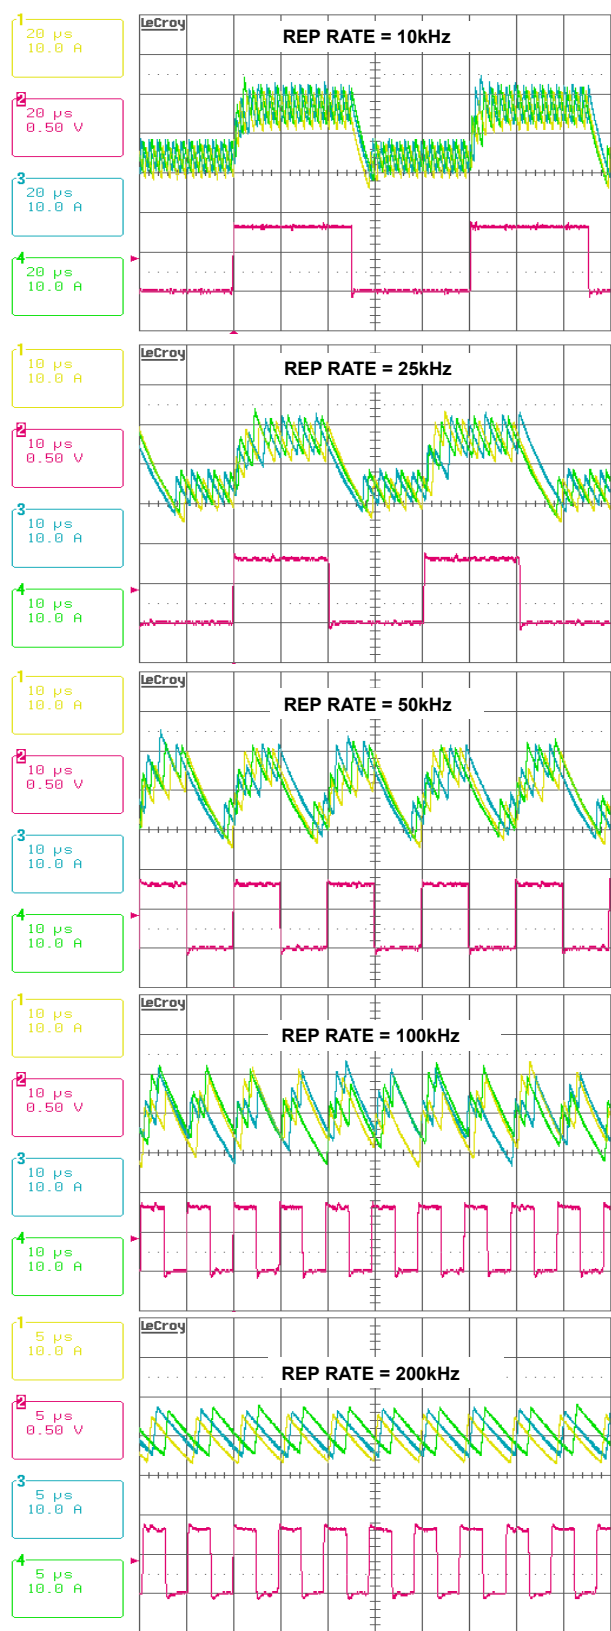 1
20 µs
10.0 A
2
20 µs
0.50 V
3
20 µs
10.0 A
4
20 µs
10.0 A
LeCroy
REP RATE = 10kHz
1
10 µs
10.0 A
2
10 µs
0.50 V
3
10 µs
10.0 A
4
10 µs
10.0 A
LeCroy
REP RATE = 25kHz
1
10 µs
10.0 A
2
10 µs
0.50 V
3
10 µs
10.0 A
4
10 µs
10.0 A
LeCroy
REP RATE = 50kHz
1
10 µs
10.0 A
2
10 µs
0.50 V
3
10 µs
10.0 A
4
10 µs
10.0 A
LeCroy
REP RATE = 100kHz
1
5 µs
10.0 A
2
5 µs
0.50 V
3
5 µs
10.0 A
4
5 µs
10.0 A
LeCroy
REP RATE = 200kHz